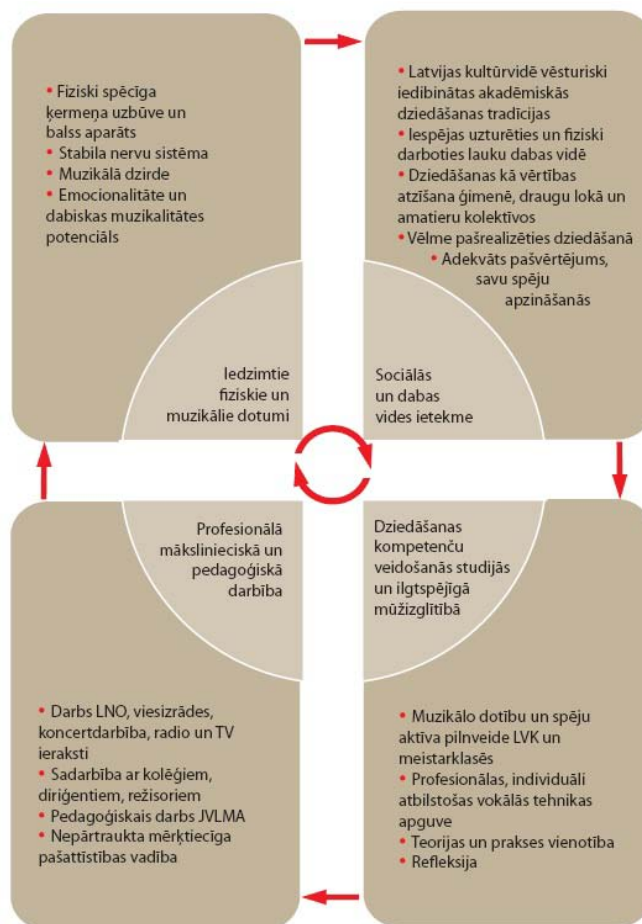 • Fiziski spēcīga
ķermeņa uzbūve un
balss aparāts
• Stabila nervu sistēma
• Muzikālā dzirde
• Emocionalitāte un
dabiskas muzikalitātes
potenciāls
Iedzimtie
fiziskie un
muzikālie dotumi
• Latvijas kultūrvidē vēsturiski
iedibinātas akadēmiskās
dziedāšanas tradīcijas
• Iespējas uzturēties un fiziski
darboties lauku dabas vidē
• Dziedāšanas kā vērtības
atzīšana ģimenē, draugu lokā un
amatieru kolektīvos
• Vēlme pašrealizēties dziedāšanā
• Adekvāts pašvērtējums,
savu spēju
apzināšanās
Sociālās
un dabas
vides ietekme
Profesionālā
mākslinieciskā un
pedagoģiskā
darbība
• Darbs LNO, viesizrādes,
koncertdarbība, radio un TV
ieraksti
• Sadarbība ar kolēģiem,
diriģentiem, režisoriem
• Pedagoģiskais darbs JVLMA
• Nepārtraukta mērķtiecīga
pašattīstības vadība
Dziedāšanas
kompetenču
veidošanās studijās
un ilgtspējīgā
mūžizglītībā
• Muzikālo dotību un spēju
aktīva pilnveide LVK un
meistarklasēs
• Profesionālas, individuāli
atbilstošas vokālās tehnikas
apguve
• Teorijas un prakses vienotība
• Refleksija